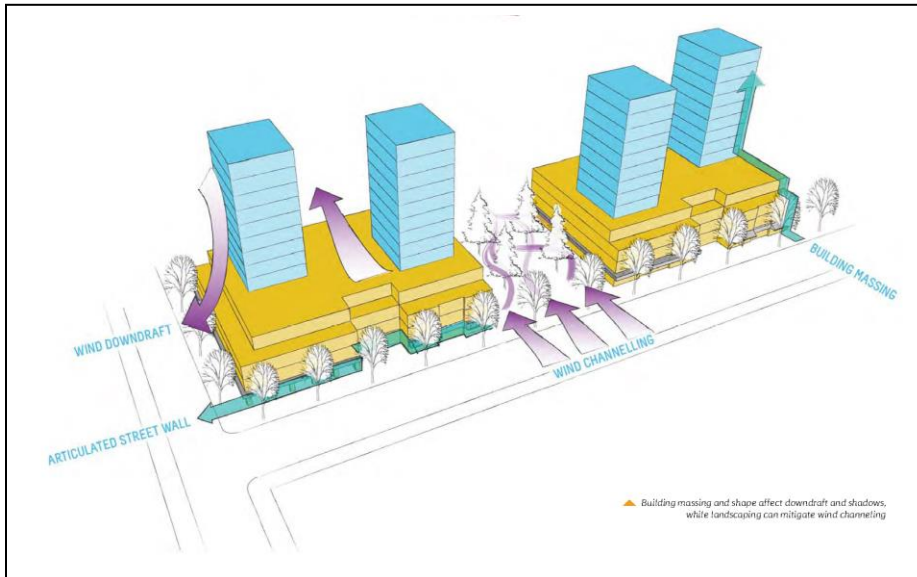 WIND DOWNDRAFT
ARTICULATED STREET WALL
WIND CHANNELLING
BUILDING MASSING
Building massing and shape affect downdraft and shadows,
while landscaping can mitigate wind channeling